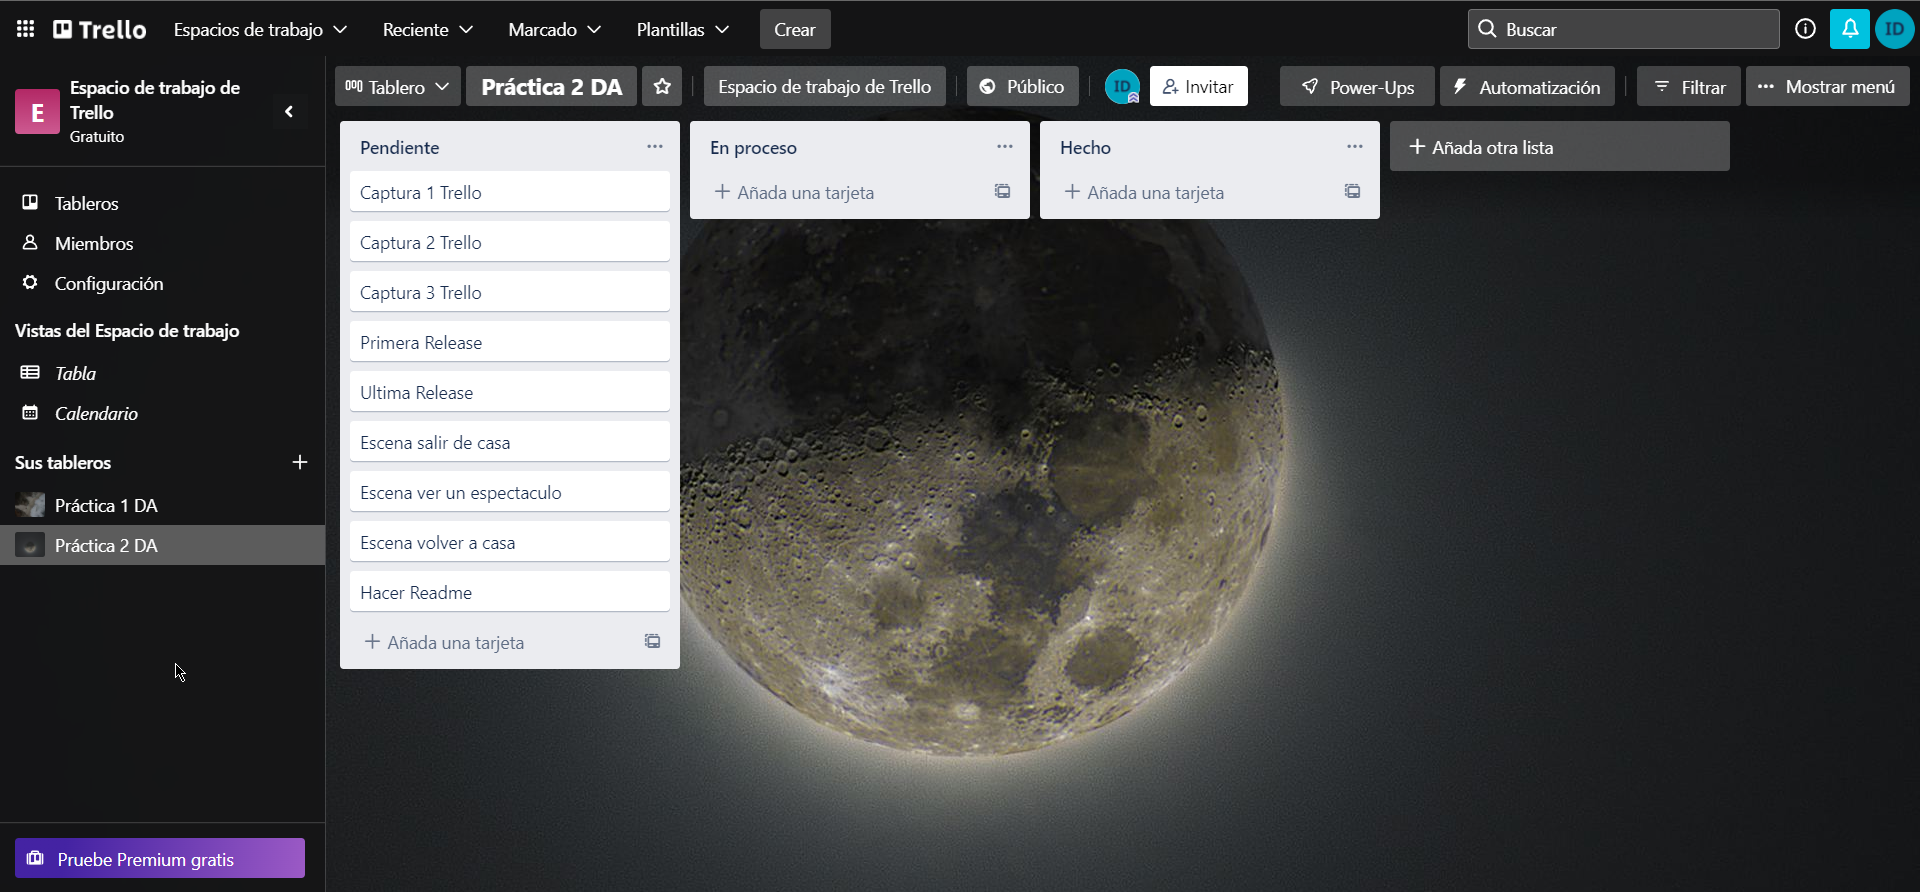 Trello
Espacios de trabajo
Reciente
Marcado
Plantillas
Crear
Buscar
ID
E
Espacio de trabajo de
Trello
Gratuito
Tablero
Práctica 2 DA
Espacio de trabajo de Trello
Público
ID
Invitar
Power-Ups
Automatización
Filtrar
Mostrar menú
Tableros
Miembros
Configuración
Vistas del Espacio de trabajo
Tabla
Calendario
Sus tableros
Práctica 1 DA
Práctica 2 DA
Pruebe Premium gratis
Pendiente
Captura 1 Trello
Captura 2 Trello
Captura 3 Trello
Primera Release
Ultima Release
Escena salir de casa
Escena ver un espectaculo
Escena volver a casa
Hacer Readme
+ Añada una tarjeta
En proceso
+ Añada una tarjeta
Hecho
+ Añada una tarjeta
+ Añada otra lista